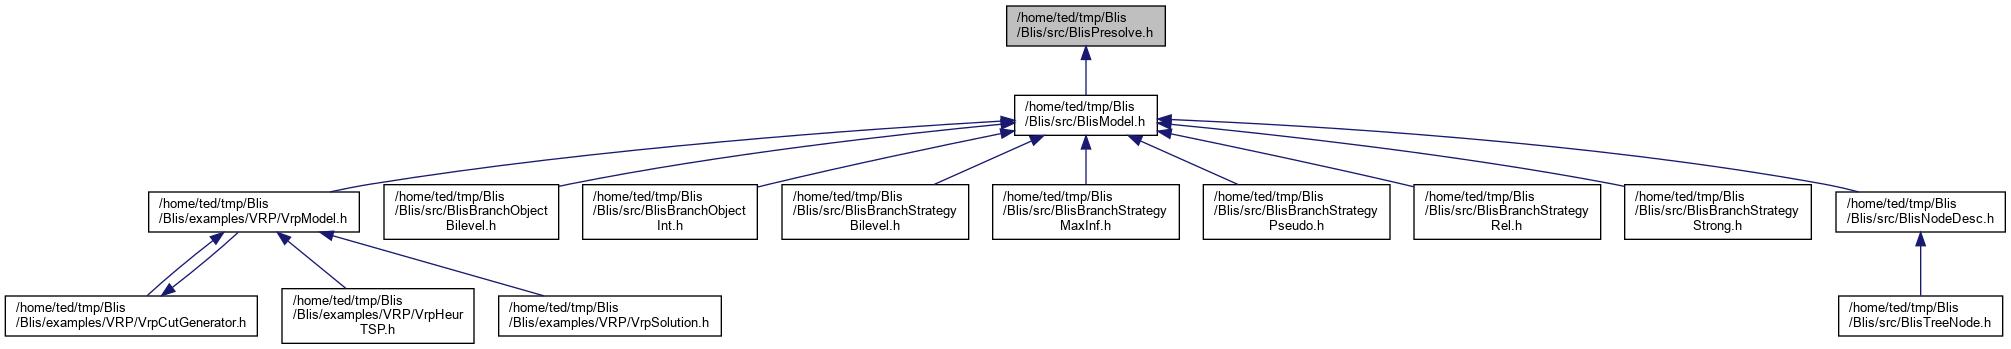 /home/ted/tmp/Blis
/Blis/src/BlisPresolve.h
/home/ted/tmp/Blis
/Blis/src/BlisModel.h
/home/ted/tmp/Blis
/Blis/examples/VRP/VrpModel.h
/home/ted/tmp/Blis
/Blis/src/BlisBranchObject
Bilevel.h
/home/ted/tmp/Blis
/Blis/src/BlisBranchObject
Int.h
/home/ted/tmp/Blis
/Blis/src/BlisBranchStrategy
Bilevel.h
/home/ted/tmp/Blis
/Blis/src/BlisBranchStrategy
MaxInf.h
/home/ted/tmp/Blis
/Blis/src/BlisBranchStrategy
Pseudo.h
/home/ted/tmp/Blis
/Blis/src/BlisBranchStrategy
Rel.h
/home/ted/tmp/Blis
/Blis/src/BlisBranchStrategy
Strong.h
/home/ted/tmp/Blis
/Blis/src/BlisNodeDesc.h
/home/ted/tmp/Blis
/Blis/examples/VRP/VrpCutGenerator.h
/home/ted/tmp/Blis
/Blis/examples/VRP/VrpHeur
TSP.h
/home/ted/tmp/Blis
/Blis/examples/VRP/VrpSolution.h
/home/ted/tmp/Blis
/Blis/src/BlisTreeNode.h